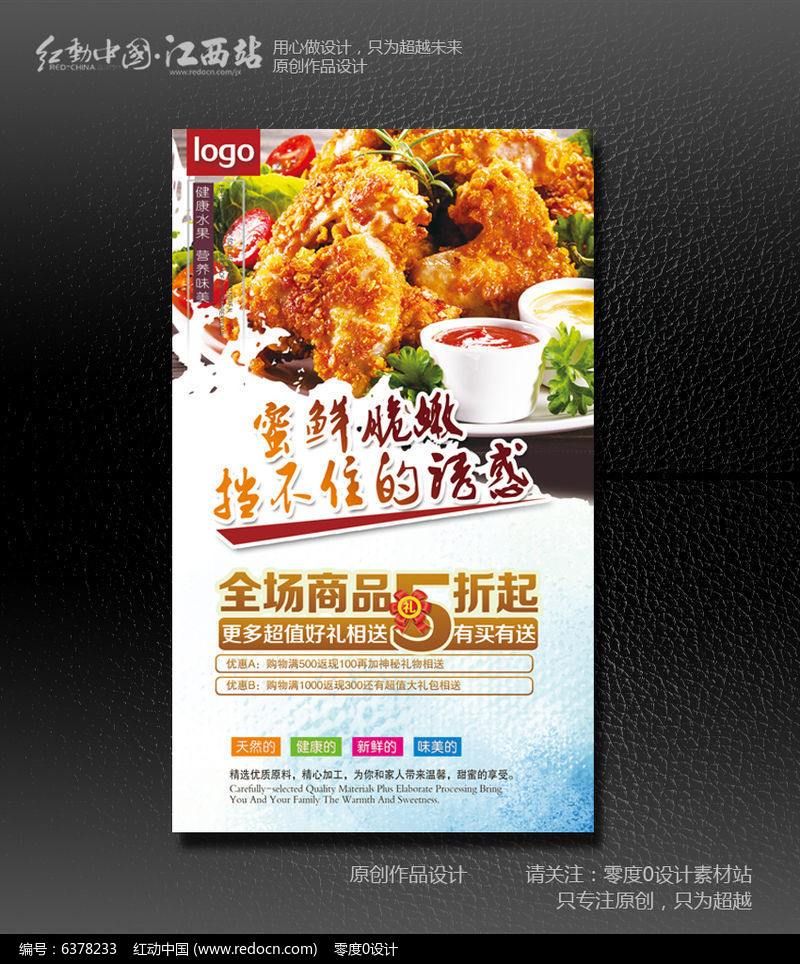 红動中国·江西站
RED-CHINA
www.redocn.com/jx
用心做设计，只为超越未来
原创作品设计
logo
健康水果 营养味美
蜜鲜脆嫩
挡不住的诱惑
全场商品5折起
礼
更多超值好礼相送 有买有送
优惠A：购物满500返现100再加神秘礼物相送
优惠B：购物满1000返现300还有超值大礼包相送
天然的 健康的 新鲜的 味美的
精选优质原料，精心加工，为你和家人带来温馨，甜蜜的享受。
Carefully-selected Quality Materials Plus Elaborate Processing Bring
You And Your Family The Warmth And Sweetness.
原创作品设计 请关注：零度0设计素材站
只专注原创，只为超越
编号：6378233 红动中国 (www.redocn.com) 零度0设计